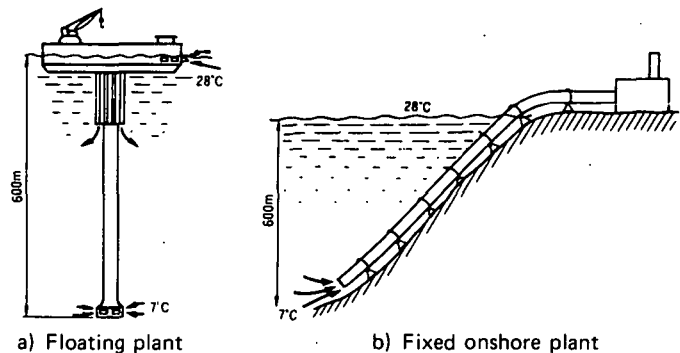 28°C
600m
7°C
a) Floating plant
28°C
600m
7°C
b) Fixed onshore plant